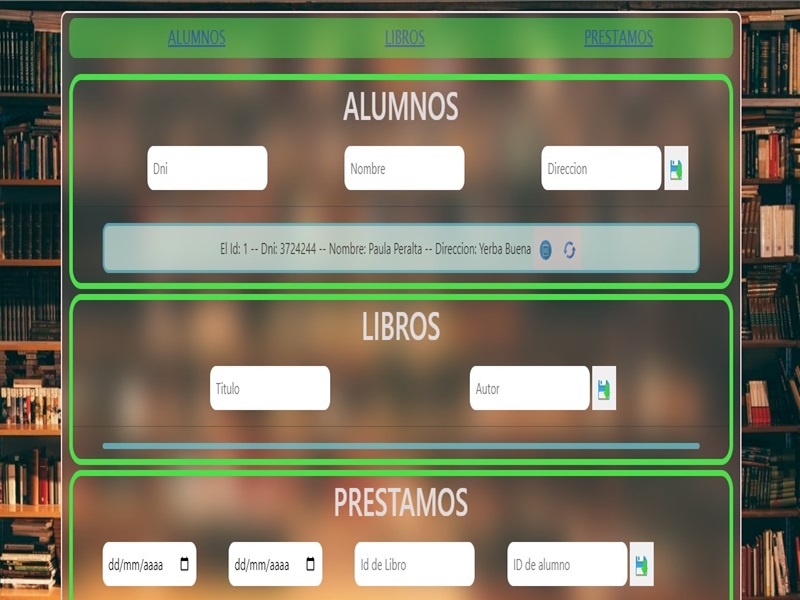 ALUMNOS LIBROS PRESTAMOS
ALUMNOS
Dni Nombre Direccion
El Id: 1 -- Dni: 3724244 -- Nombre: Paula Peralta -- Direccion: Yerba Buena
LIBROS
Titulo Autor
PRESTAMOS
dd/mm/aaaa dd/mm/aaaa Id de Libro ID de alumno